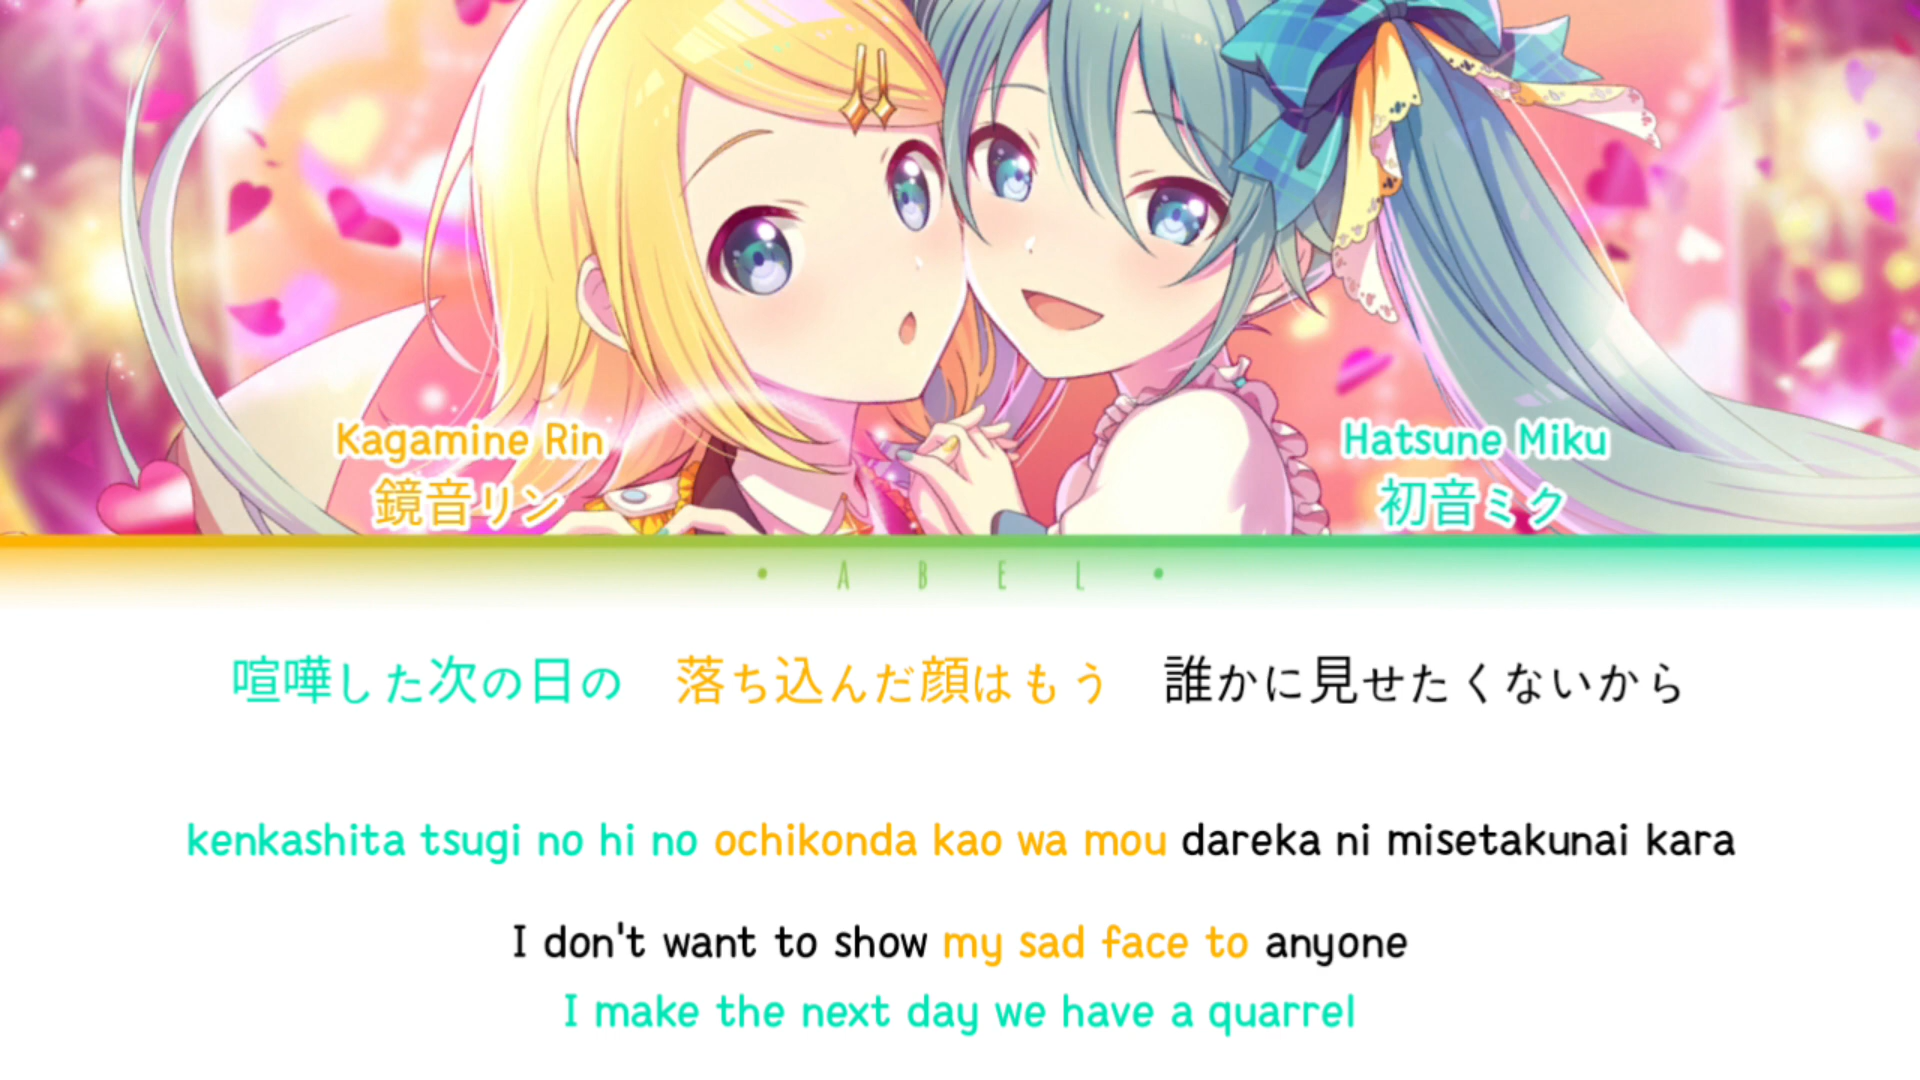 Kagamine Rin
鏡音リン
Hatsune Miku
初音ミク
• A B E L •
喧嘩した次の日の 落ち込んだ顔はもう 誰かに見せたくないから
kenkashita tsugi no hi no ochikonda kao wa mou dareka ni misetakunai kara
I don't want to show my sad face to anyone
I make the next day we have a quarrel